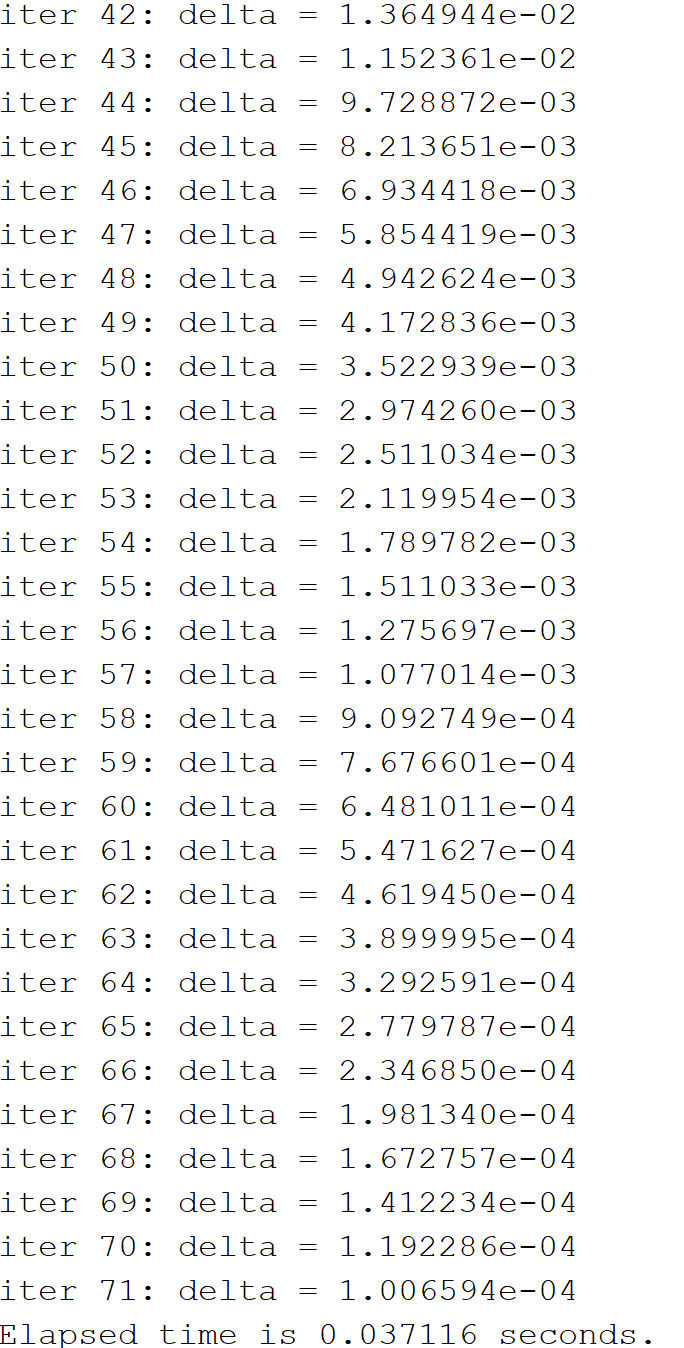 iter 42: delta = 1.364944e-02
iter 43: delta = 1.152361e-02
iter 44: delta = 9.728872e-03
iter 45: delta = 8.213651e-03
iter 46: delta = 6.934418e-03
iter 47: delta = 5.854419e-03
iter 48: delta = 4.942624e-03
iter 49: delta = 4.172836e-03
iter 50: delta = 3.522939e-03
iter 51: delta = 2.974260e-03
iter 52: delta = 2.511034e-03
iter 53: delta = 2.119954e-03
iter 54: delta = 1.789782e-03
iter 55: delta = 1.511033e-03
iter 56: delta = 1.275697e-03
iter 57: delta = 1.077014e-03
iter 58: delta = 9.092749e-04
iter 59: delta = 7.676601e-04
iter 60: delta = 6.481011e-04
iter 61: delta = 5.471627e-04
iter 62: delta = 4.619450e-04
iter 63: delta = 3.899995e-04
iter 64: delta = 3.292591e-04
iter 65: delta = 2.779787e-04
iter 66: delta = 2.346850e-04
iter 67: delta = 1.981340e-04
iter 68: delta = 1.672757e-04
iter 69: delta = 1.412234e-04
iter 70: delta = 1.192286e-04
iter 71: delta = 1.006594e-04
Elapsed time is 0.037116 seconds.